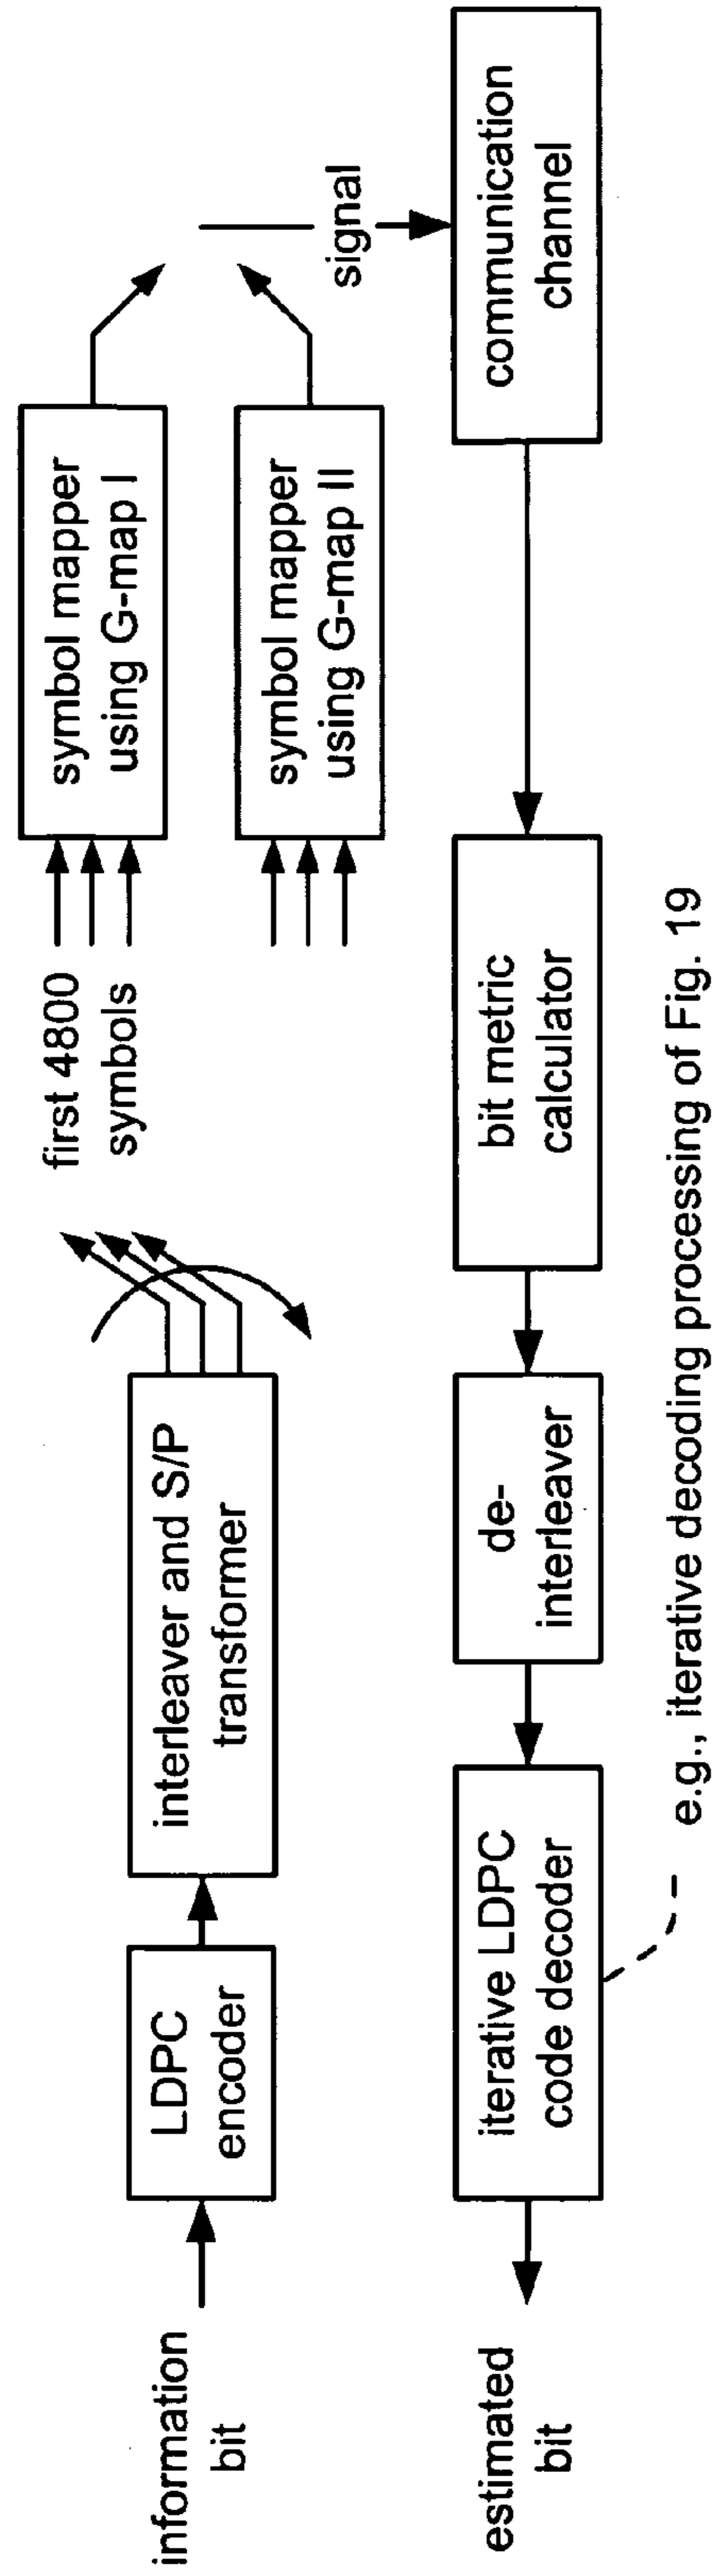 information
bit
LDPC
encoder
interleaver and S/P
transformer
first 4800
symbols
symbol mapper
using G-map I
symbol mapper
using G-map II
signal
communication
channel
bit metric
calculator
de-
interleaver
iterative LDPC
code decoder
estimated
bit
e.g., iterative decoding processing of Fig. 19